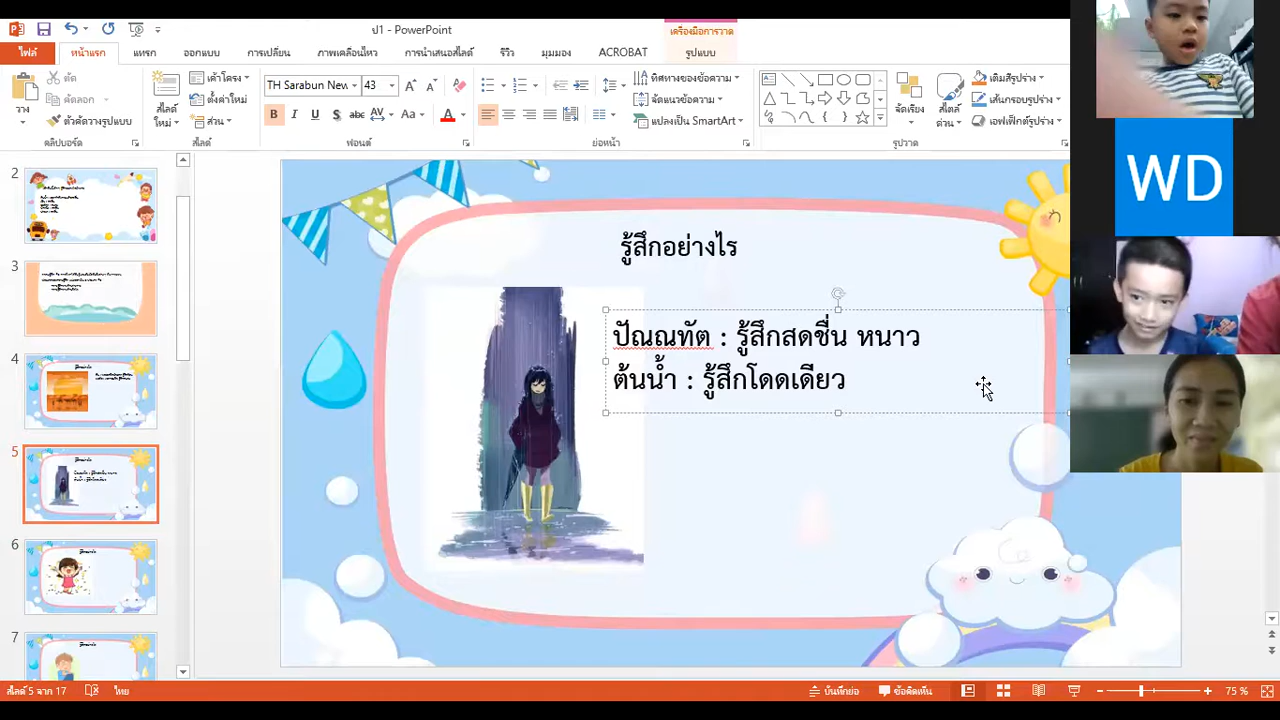 ป1 - PowerPoint
เครื่องมือการวาด
ไฟล์
หน้าแรก
แทรก
ออกแบบ
การเปลี่ยน
ภาพเคลื่อนไหว
การนำเสนอสไลด์
รีวิว
มุมมอง
ACROBAT
รูปแบบ
วาง
ตัด
คัดลอก
ตัวคัดวางรูปแบบ
คลิปบอร์ด
สไลด์
ใหม่
เค้าโครง
ตั้งค่าใหม่
ส่วน
สไลด์
TH Sarabun New
43
ฟอนต์
ทิศทางของข้อความ
จัดแนวข้อความ
แปลงเป็น SmartArt
ย่อหน้า
จัดเรียง
สไตล์
ด่วน
เติมสีรูปร่าง
เส้นกรอบรูปร่าง
เอฟเฟ็กต์รูปร่าง
รูปวาด
2
3
4
5
6
7
รู้สึกอย่างไร
ปัณณทัต : รู้สึกสดชื่น หนาว
ต้นน้ำ : รู้สึกโดดเดียว
WD
สไลด์ 5 จาก 17
ไทย
บันทึกย่อ
ข้อคิดเห็น
75 %